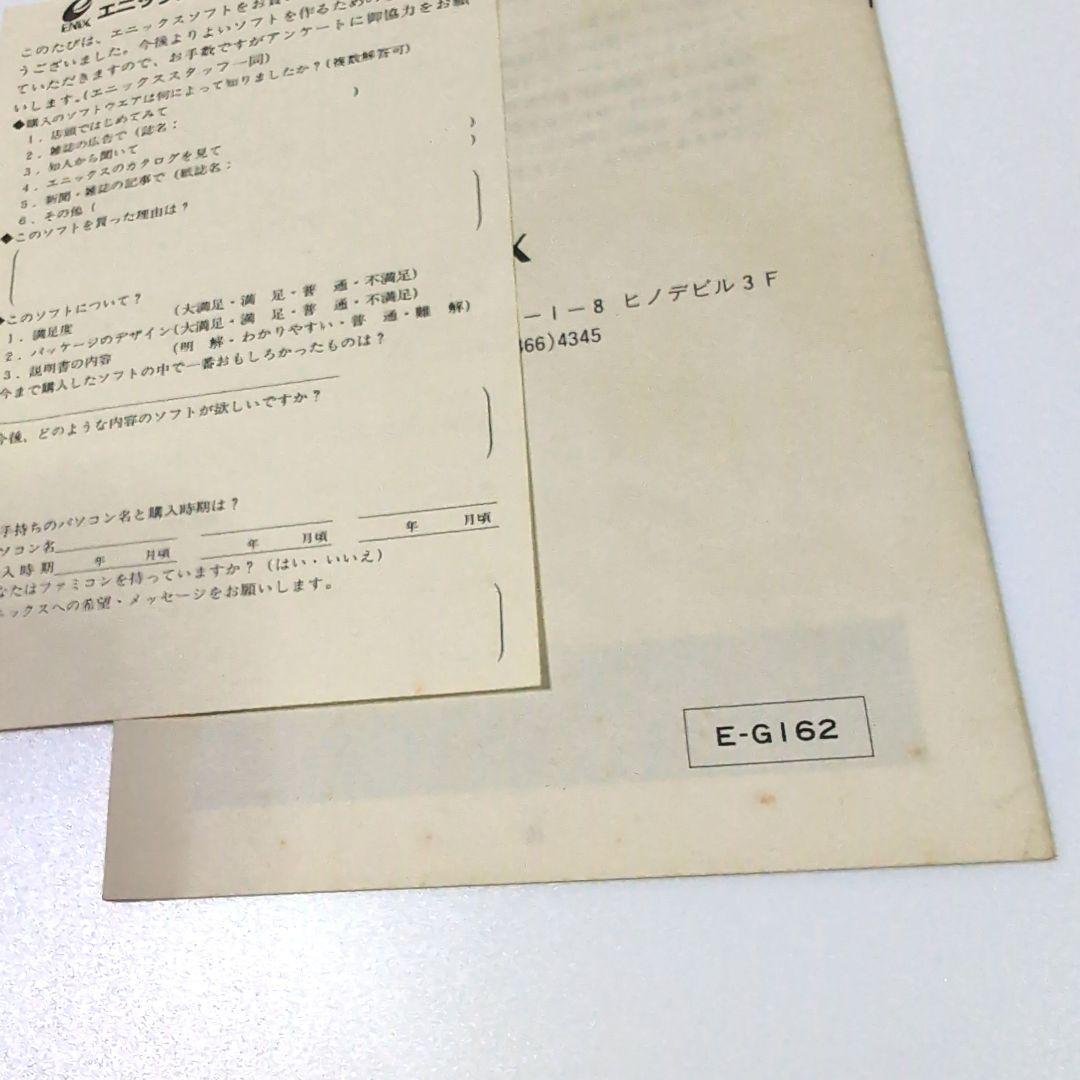 ENIX エニックス
このたびは、エニックスソフトをお買い
うございました。今後よりよいソフトを作るための
ていただきますので、お手数ですがアンケートに御協力をお願
いします。(エニックススタッフ一同)
◆購入のソフトウエアは何によって知りましたか?(複数解答可)
1．店頭ではじめてみて
2．雑誌の広告で(誌名： )
3．知人から聞いて
4．エニックスのカタログを見て
5．新聞・雑誌の記事で(紙誌名： )
6．その他( )
◆このソフトを買った理由は?
◆このソフトについて?
1．満足度 (大満足・満 足・普 通・不満足)
2．パッケージのデザイン(大満足・満 足・普 通・不満足)
3．説明書の内容 (明 解・わかりやすい・普 通・難 解)
今まで購入したソフトの中で一番おもしろかったものは?
今後、どのような内容のソフトが欲しいですか?
手持ちのパソコン名と購入時期は?
ソコン名
入時期 年 月頃 年 月頃 年 月頃
なたはファミコンを持っていますか?(はい・いいえ)
ニックスへの希望・メッセージをお願いします。
X
－1－8 ヒノデビル3F
366)4345
E-G162